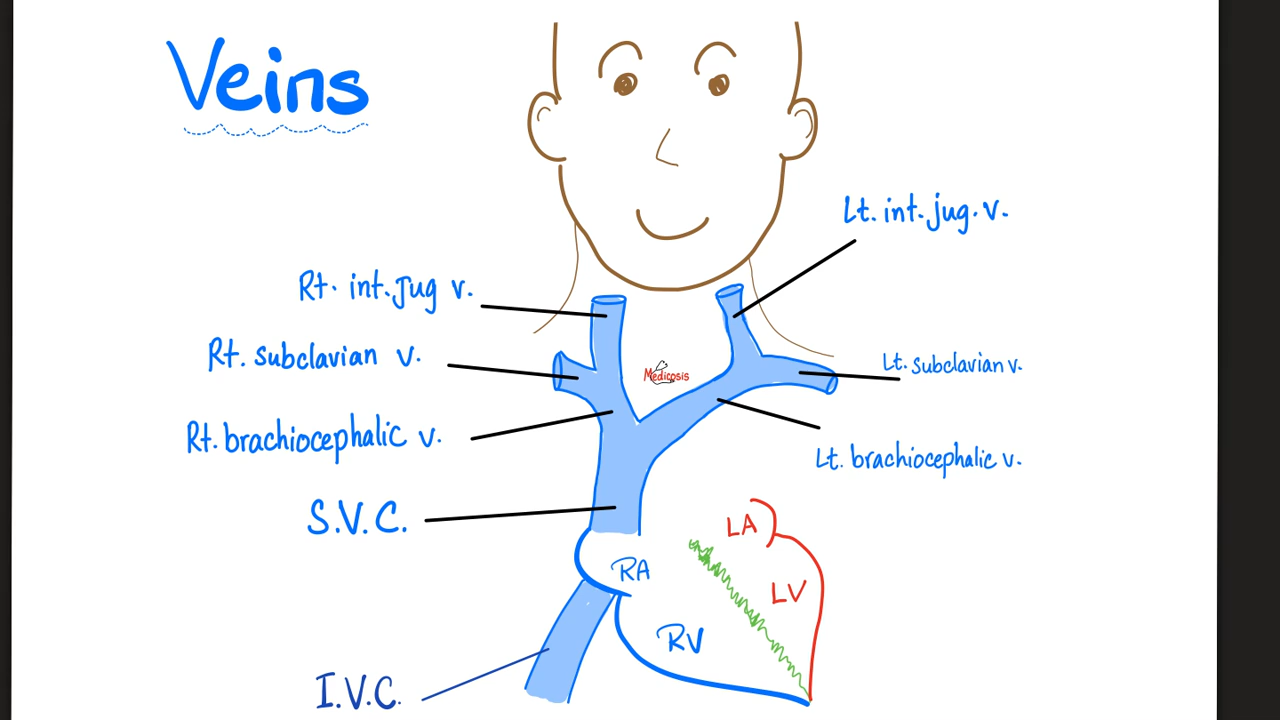 Veins
Lt. int. jug. v.
Rt. int. Jug v.
Rt. subclavian v.
Medicosis
Lt. subclavian v.
Rt. brachiocephalic v.
Lt. brachiocephalic v.
S.V.C.
LA
RA
LV
RV
I.V.C.